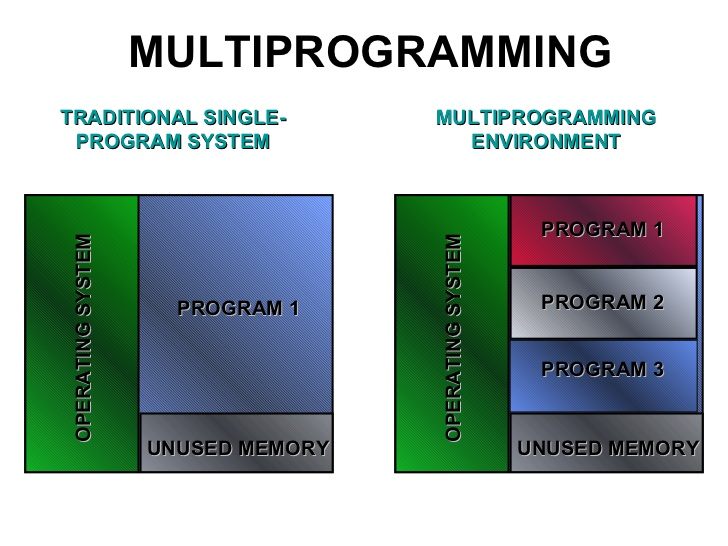 MULTIPROGRAMMING
TRADITIONAL SINGLE-
PROGRAM SYSTEM
OPERATING SYSTEM
PROGRAM 1
UNUSED MEMORY
MULTIPROGRAMMING
ENVIRONMENT
OPERATING SYSTEM
PROGRAM 1
PROGRAM 2
PROGRAM 3
UNUSED MEMORY